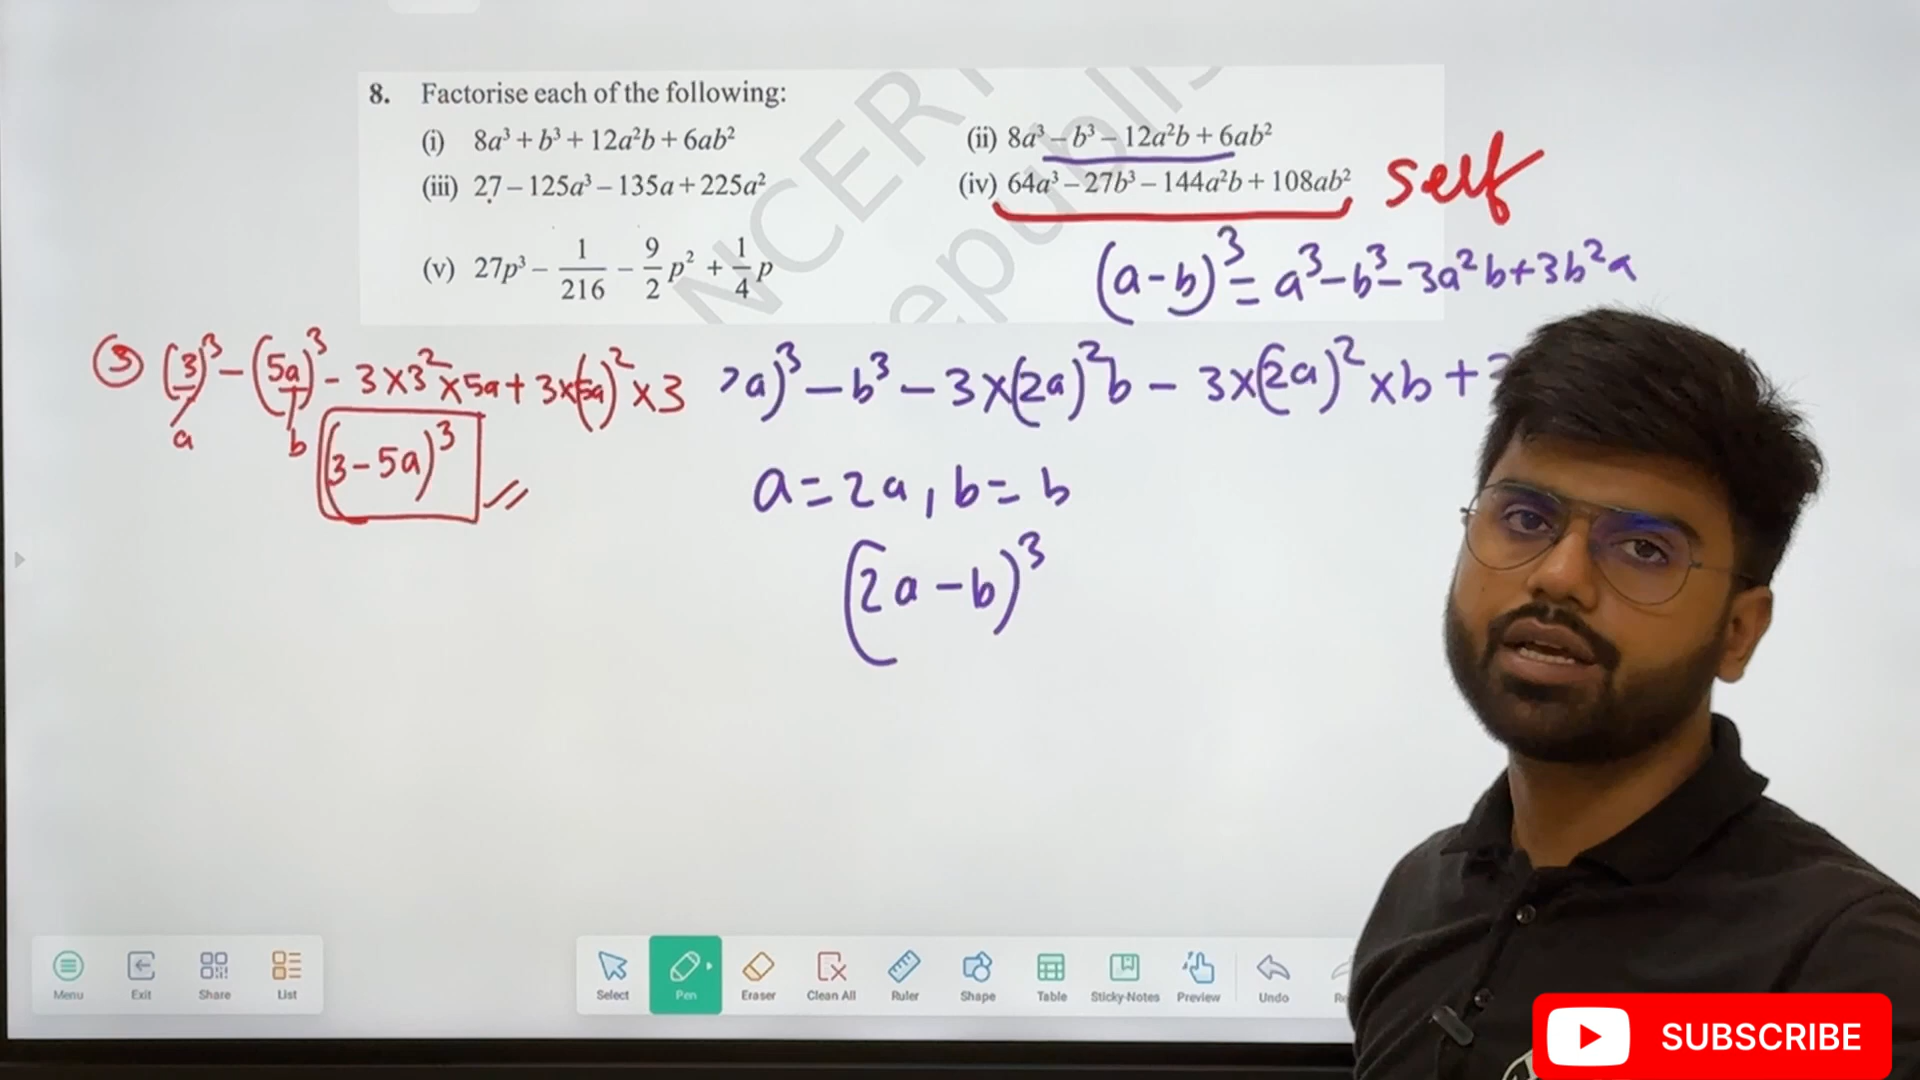 8. Factorise each of the following:
(i) 8a³ + b³ + 12a²b + 6ab² (ii) 8a³ – b³ – 12a²b + 6ab²
(iii) 27 – 125a³ – 135a + 225a² (iv) 64a³ – 27b³ – 144a²b + 108ab² self
(v) 27p³ – 1/216 – 9/2 p² + 1/4 p
NCERT
republis
(a-b)³ = a³-b³-3a²b+3b²a
③ (3)³ - (5a)³ - 3×3²×5a + 3×(5a)²×3
a b
(3-5a)³
2a)³ - b³ - 3×(2a)²b - 3×(2a)²×b +
a=2a, b=b
(2a-b)³
Menu Exit Share List Select Pen Eraser Clean All Ruler Shape Table Sticky-Notes Preview Undo
SUBSCRIBE